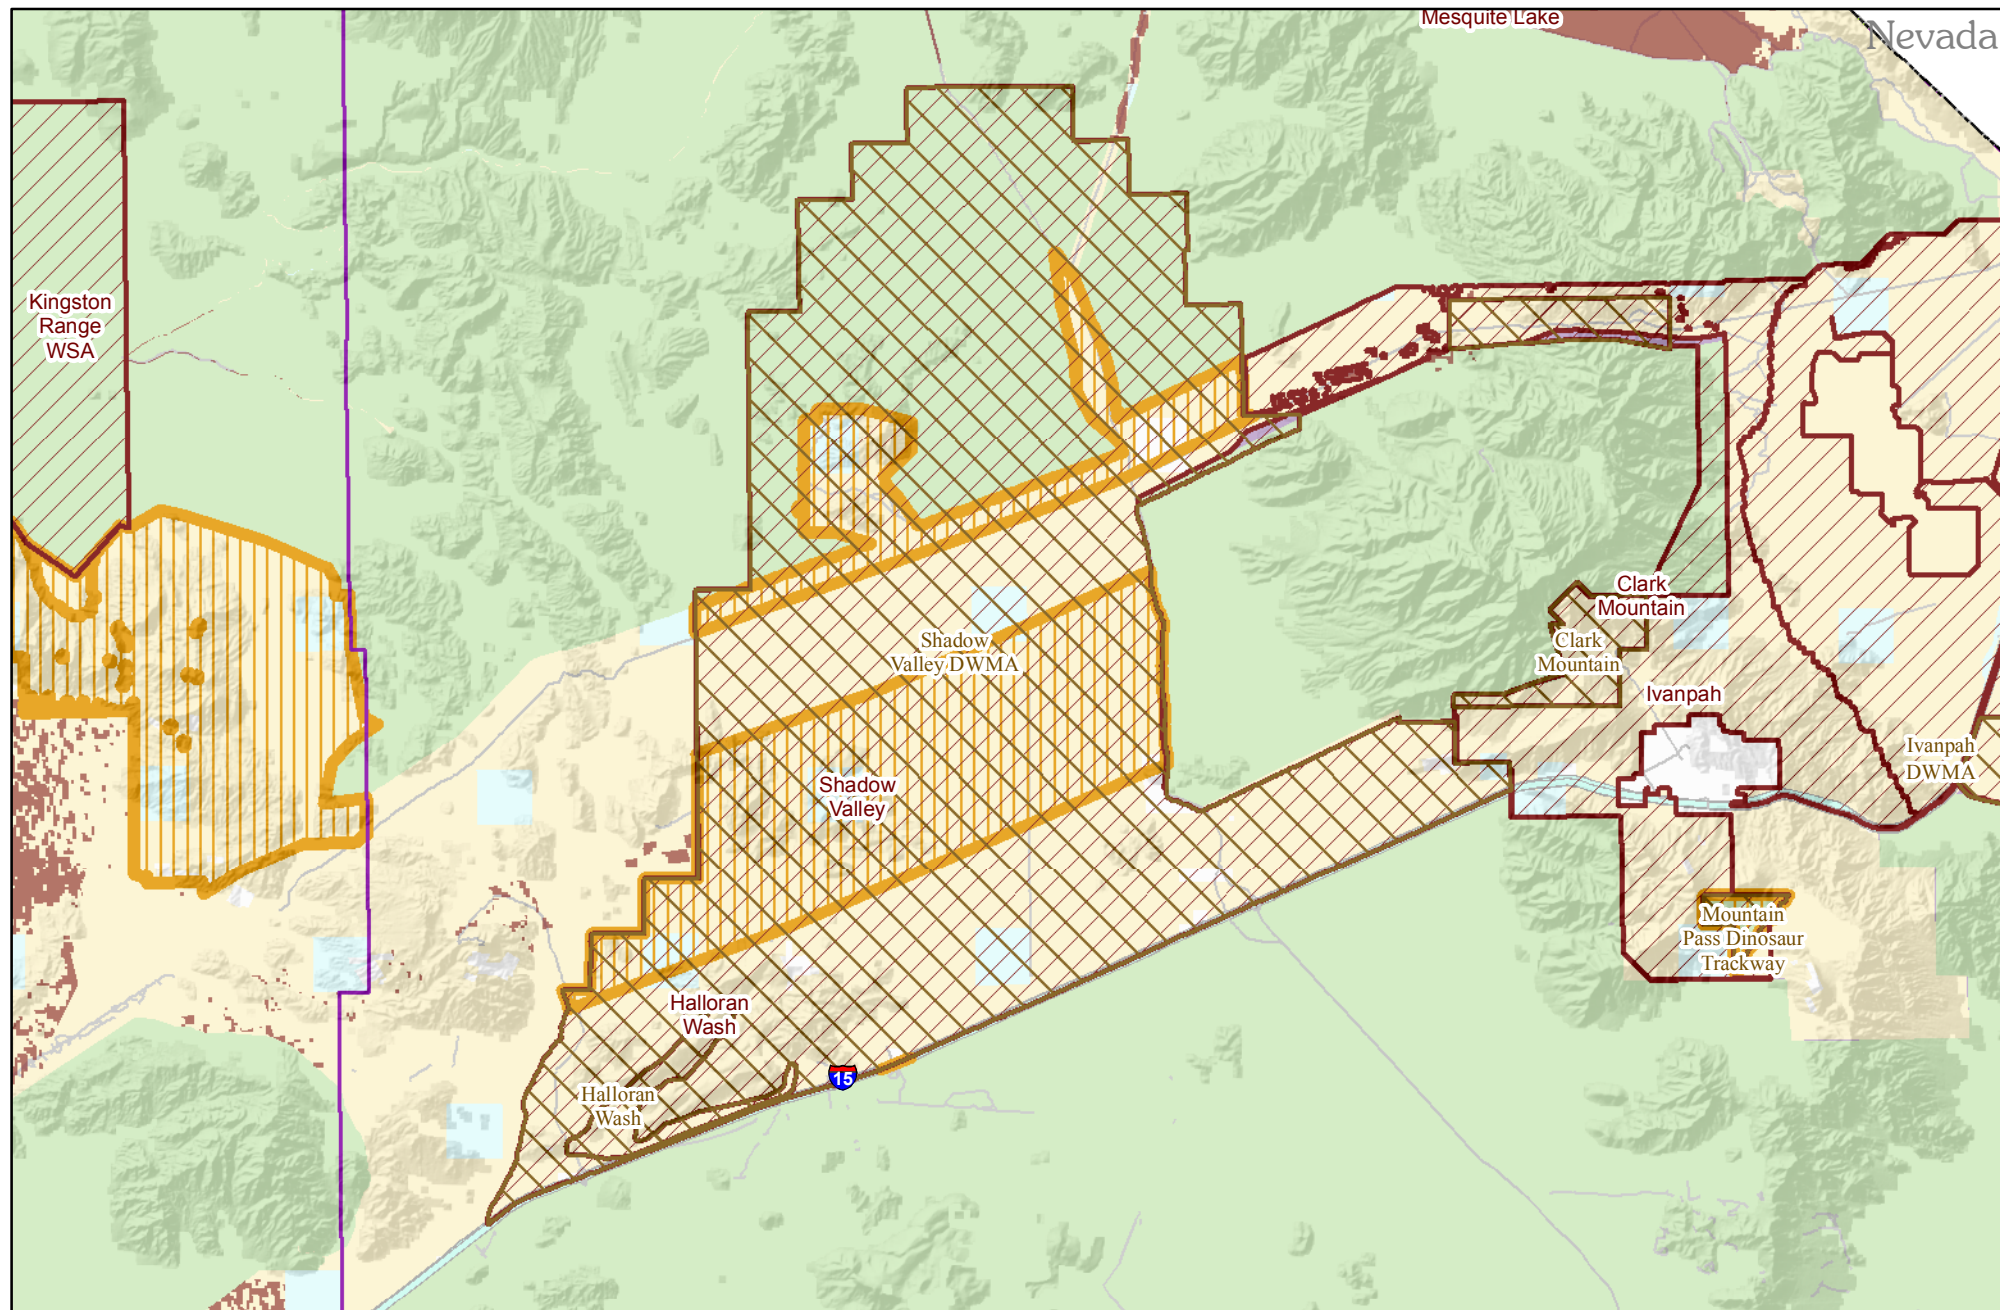 Mesquite Lake
Nevada
Kingston
Range
WSA
Clark
Mountain
Shadow
Valley DWMA
Clark
Mountain
Ivanpah
Ivanpah
DWMA
Shadow
Valley
Mountain
Pass Dinosaur
Trackway
Halloran
Wash
15
Halloran
Wash